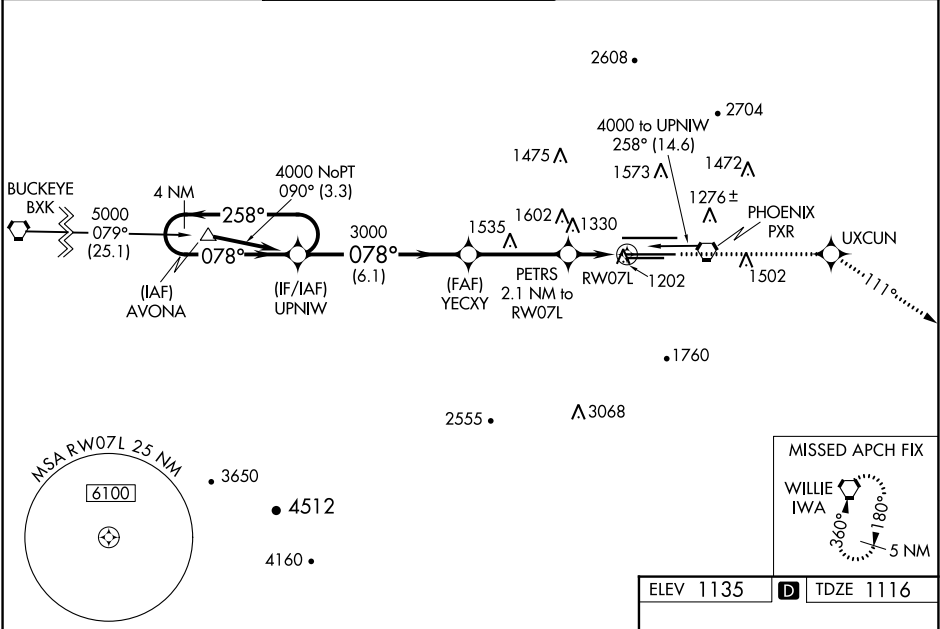 2608
2704
4000 to UPNIW
258° (14.6)
1475
1573
1472
1276±
BUCKEYE
BXK
5000
079°
(25.1)
4 NM
4000 NoPT
090° (3.3)
258°
078°
3000
078°
(6.1)
1535
1602
1330
PHOENIX
PXR
UXCUN
(IAF)
AVONA
(IF/IAF)
UPNIW
(FAF)
YECXY
PETRS
2.1 NM to
RW07L
RW07L
1202
1502
111°
1760
2555
3068
MSA RW07L 25 NM
6100
3650
4512
4160
MISSED APCH FIX
WILLIE
IWA
360°
180°
5 NM
ELEV 1135 D TDZE 1116